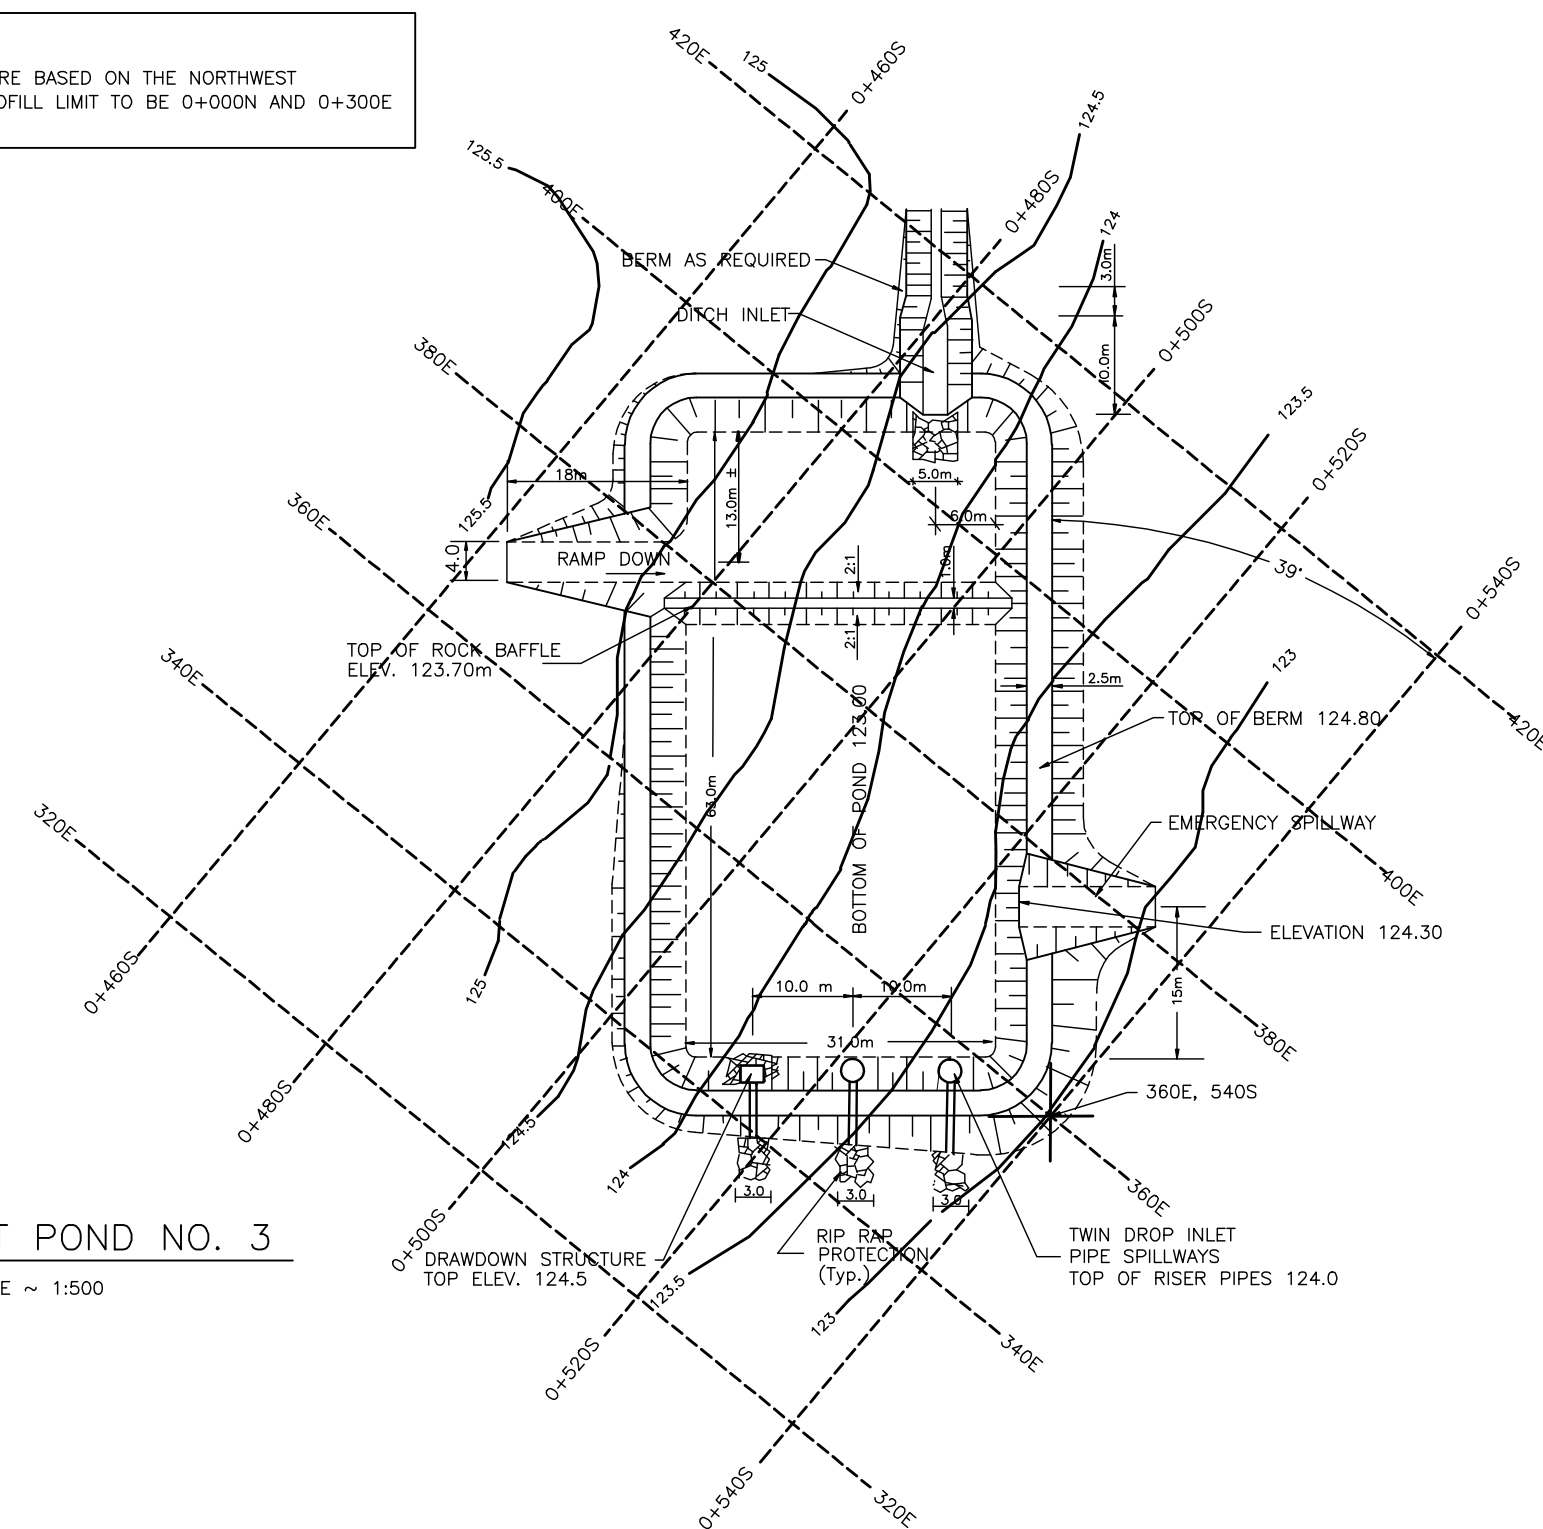 RE BASED ON THE NORTHWEST
DFILL LIMIT TO BE 0+000N AND 0+300E
420E
125
0+460S
124.5
125.5
400E
0+480S
124
BERM AS REQUIRED
3.0m
DITCH INLET
0+500S
380E
10.0m
123.5
0+520S
18m
5.0m
13.0m ±
360E
125.5
6.0m
4.0
RAMP DOWN
2:1
1.0m
39°
0+540S
2:1
TOP OF ROCK BAFFLE
ELEV. 123.70m
340E
123
2.5m
BOTTOM OF POND 123.00
TOP OF BERM 124.80
420E
63.0m
320E
EMERGENCY SPILLWAY
400E
ELEVATION 124.30
0+460S
125
10.0 m
10.0m
15m
31.0m
380E
360E, 540S
0+480S
124.5
124
3.0
3.0
3.0
360E
0+500S
T POND NO. 3
E ~ 1:500
DRAWDOWN STRUCTURE
TOP ELEV. 124.5
RIP RAP
PROTECTION
(Typ.)
TWIN DROP INLET
PIPE SPILLWAYS
TOP OF RISER PIPES 124.0
123.5
123
340E
0+520S
320E
0+540S